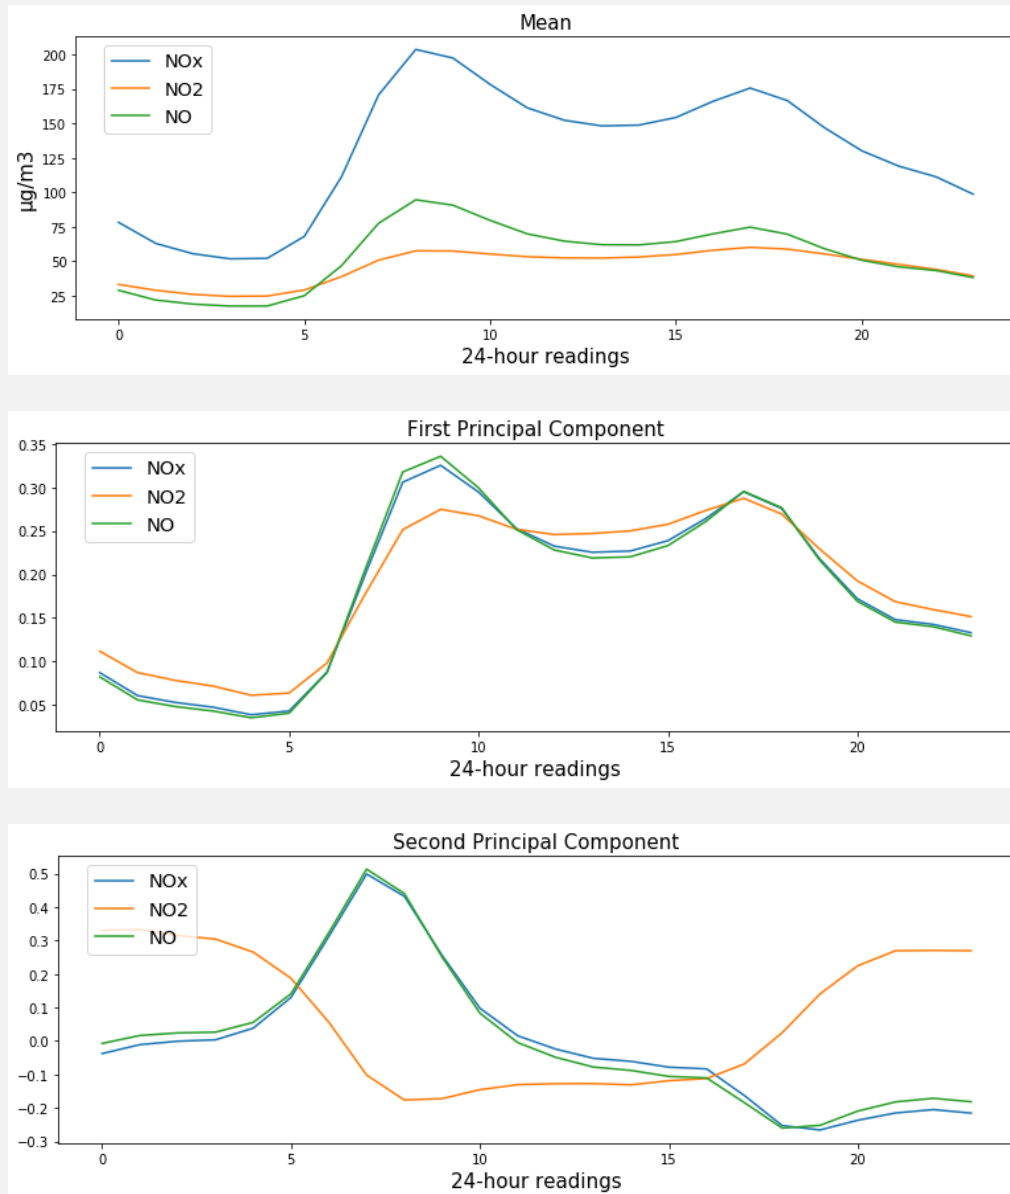 Mean
200
175
150
125
100
75
50
25
µg/m3
NOx
NO2
NO
0 5 10 15 20
24-hour readings
First Principal Component
0.35
0.30
0.25
0.20
0.15
0.10
0.05
NOx
NO2
NO
0 5 10 15 20
24-hour readings
Second Principal Component
0.5
0.4
0.3
0.2
0.1
0.0
−0.1
−0.2
−0.3
NOx
NO2
NO
0 5 10 15 20
24-hour readings